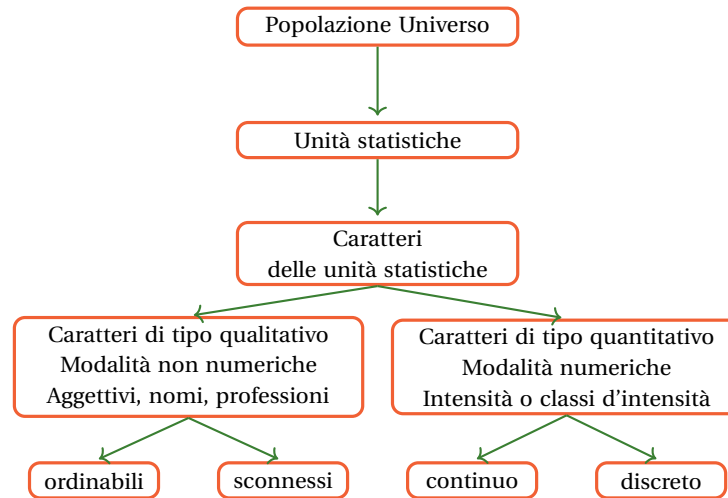 Popolazione Universo
Unità statistiche
Caratteri
delle unità statistiche
Caratteri di tipo qualitativo
Modalità non numeriche
Aggettivi, nomi, professioni
Caratteri di tipo quantitativo
Modalità numeriche
Intensità o classi d'intensità
ordinabili
sconnessi
continuo
discreto